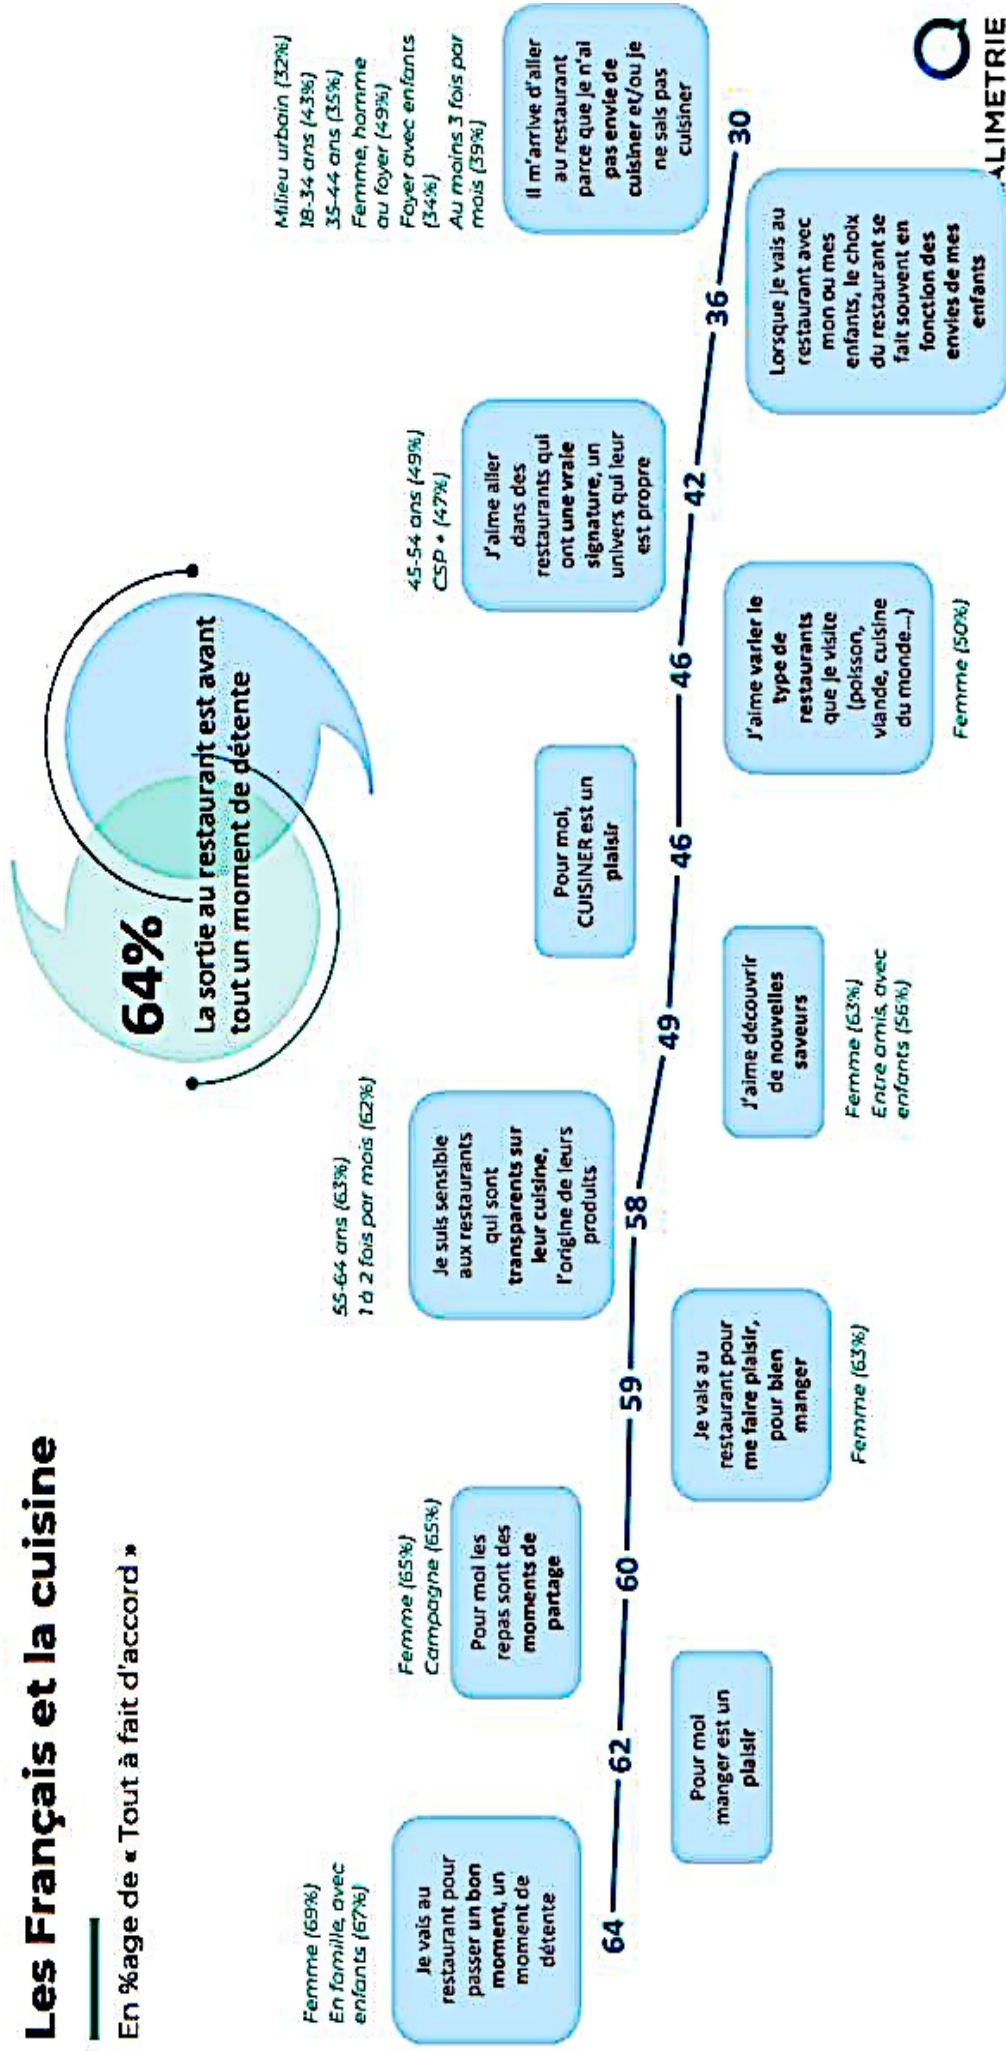 Les Français et la cuisine
En %age de « Tout à fait d'accord »
64%
La sortie au restaurant est avant
tout un moment de détente
Femme (69%)
En famille, avec
enfants (67%)
Je vais au
restaurant pour
passer un bon
moment, un
moment de
détente
64
Pour moi
manger est un
plaisir
62
Femme (65%)
Campagne (65%)
Pour moi les
repas sont des
moments de
partage
60
Je vais au
restaurant pour
me faire plaisir,
pour bien
manger
Femme (63%)
59
55-64 ans (63%)
1 à 2 fois par mois (62%)
Je suis sensible
aux restaurants
qui sont
transparents sur
leur cuisine,
l'origine de leurs
produits
58
J'aime découvrir
de nouvelles
saveurs
Femme (63%)
Entre amis, avec
enfants (56%)
49
Pour moi,
CUISINER est un
plaisir
46
J'aime varier le
type de
restaurants
que je visite
(poisson,
viande, cuisine
du monde...)
Femme (50%)
46
45-54 ans (49%)
CSP + (47%)
J'aime aller
dans des
restaurants qui
ont une vraie
signature, un
univers qui leur
est propre
42
Lorsque je vais au
restaurant avec
mon ou mes
enfants, le choix
du restaurant se
fait souvent en
fonction des
envies de mes
enfants
36
Milieu urbain (32%)
18-34 ans (43%)
35-44 ans (35%)
Femme, homme
au foyer (49%)
Foyer avec enfants
(34%)
Au moins 3 fois par
mois (39%)
Il m'arrive d'aller
au restaurant
parce que je n'ai
pas envie de
cuisiner et/ou je
ne sais pas
cuisiner
30
ALIMETRIE